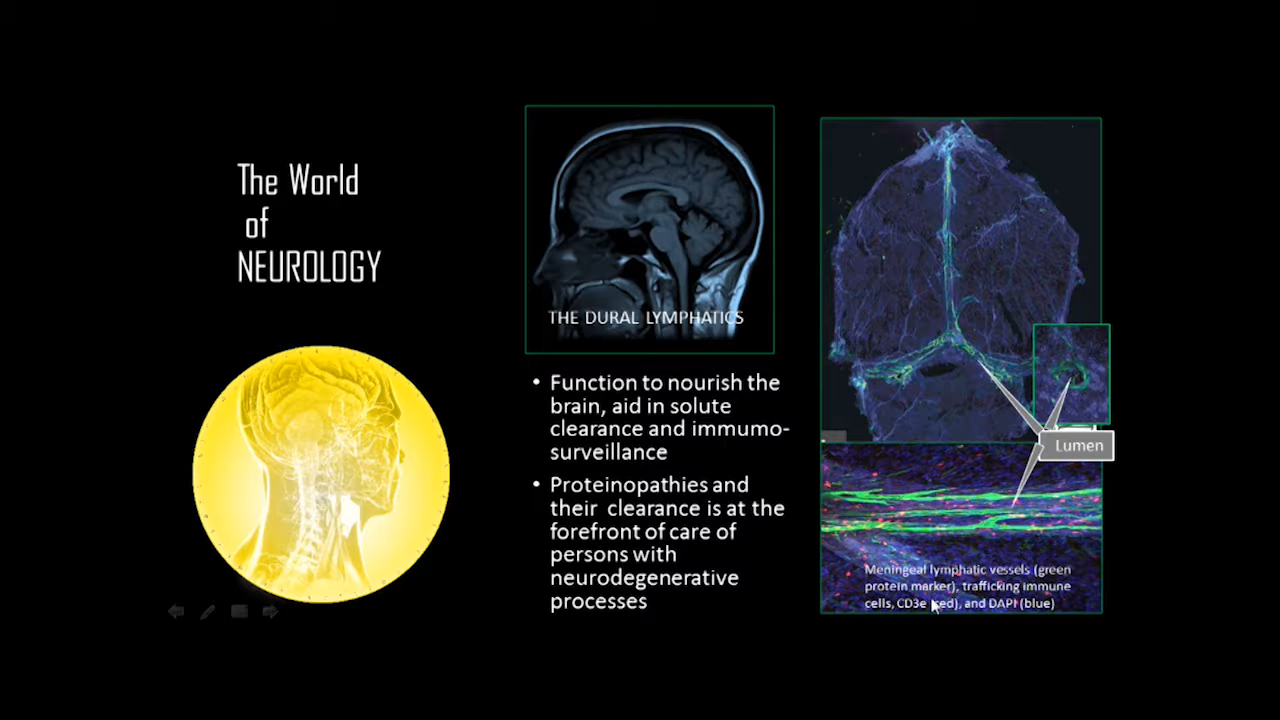 The World
of
NEUROLOGY
THE DURAL LYMPHATICS
• Function to nourish the
brain, aid in solute
clearance and immumo-
surveillance
• Proteinopathies and
their clearance is at the
forefront of care of
persons with
neurodegenerative
processes
Lumen
Meningeal lymphatic vessels (green
protein marker), trafficking immune
cells, CD3e (red), and DAPI (blue)